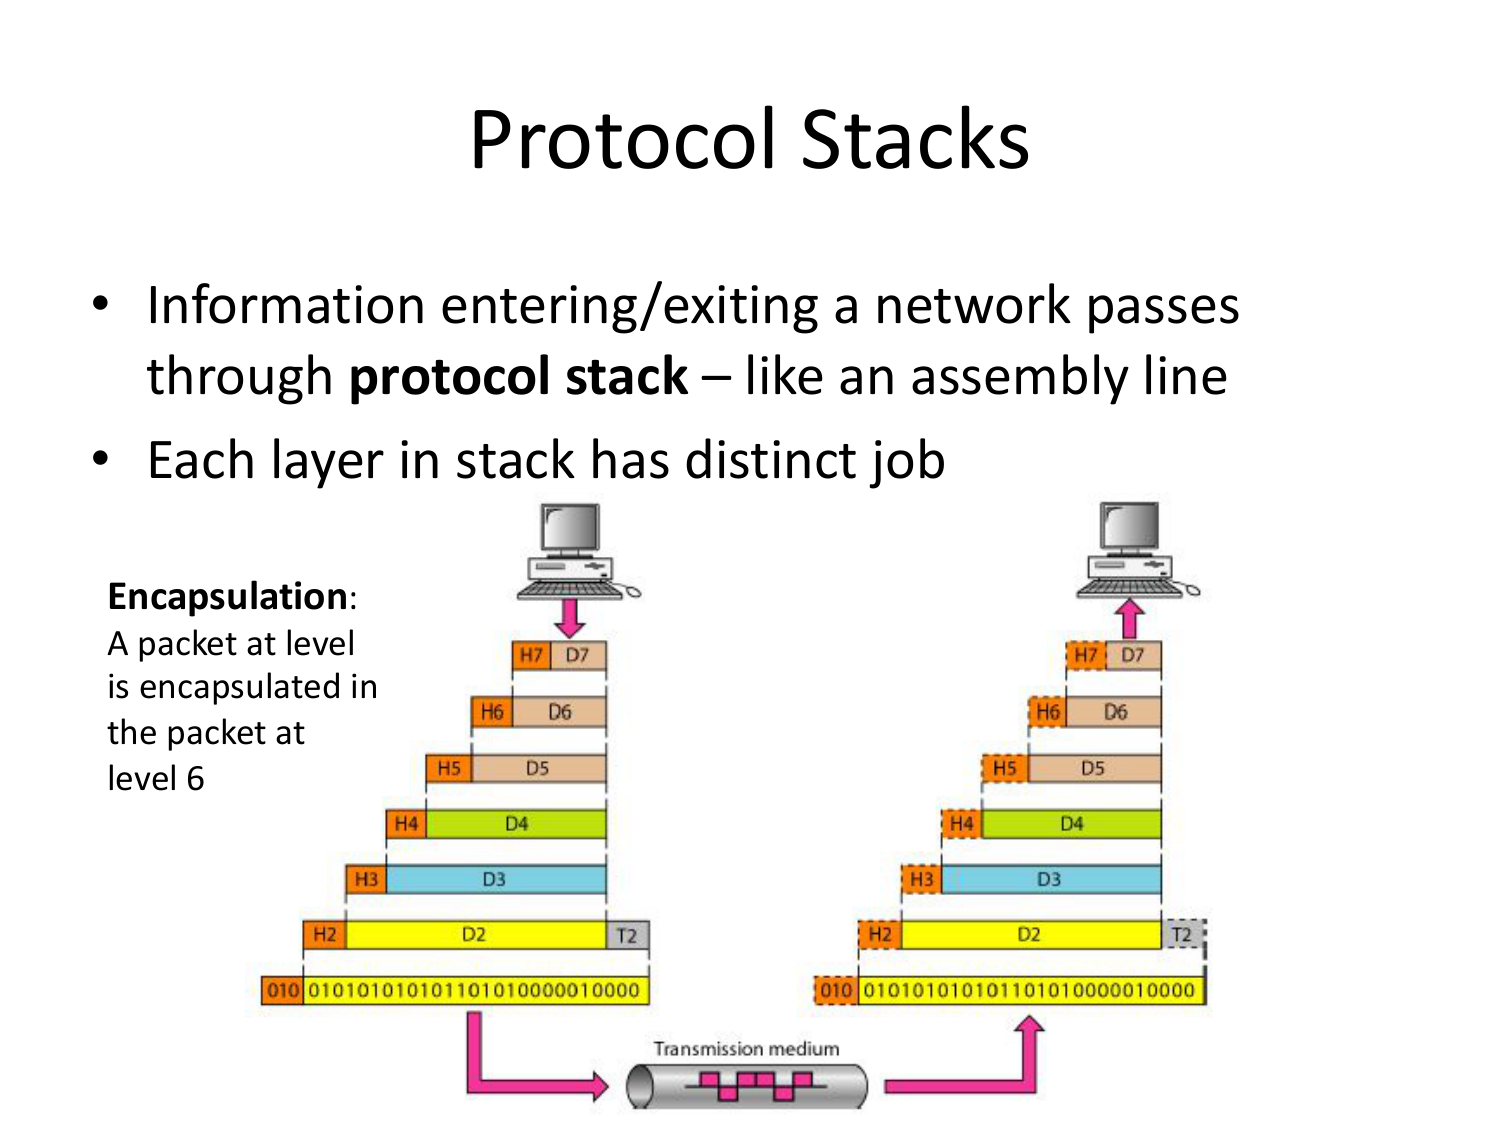 Protocol Stacks
• Information entering/exiting a network passes
through protocol stack – like an assembly line
• Each layer in stack has distinct job
Encapsulation:
A packet at level
is encapsulated in
the packet at
level 6
H7 D7
H6 D6
H5 D5
H4 D4
H3 D3
H2 D2 T2
010 010101010101101010000010000
H7 D7
H6 D6
H5 D5
H4 D4
H3 D3
H2 D2 T2
010 010101010101101010000010000
Transmission medium